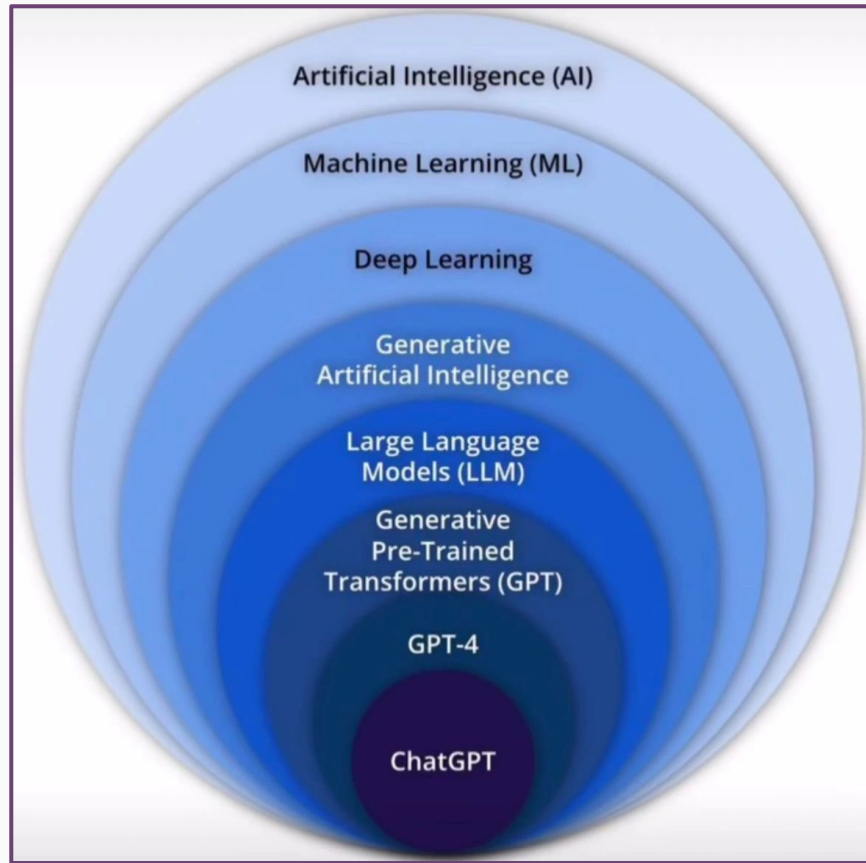 Artificial Intelligence (AI)
Machine Learning (ML)
Deep Learning
Generative
Artificial Intelligence
Large Language
Models (LLM)
Generative
Pre-Trained
Transformers (GPT)
GPT-4
ChatGPT